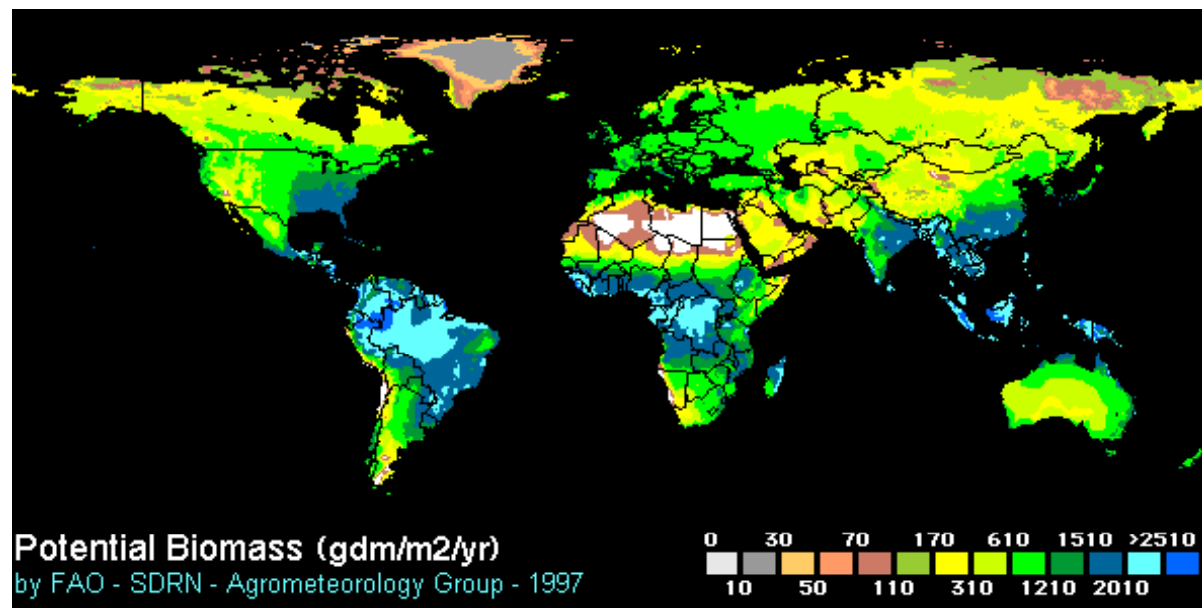 Potential Biomass (gdm/m2/yr)
by FAO - SDRN - Agrometeorology Group - 1997
0 30 70 170 610 1510 >2510
10 50 110 310 1210 2010